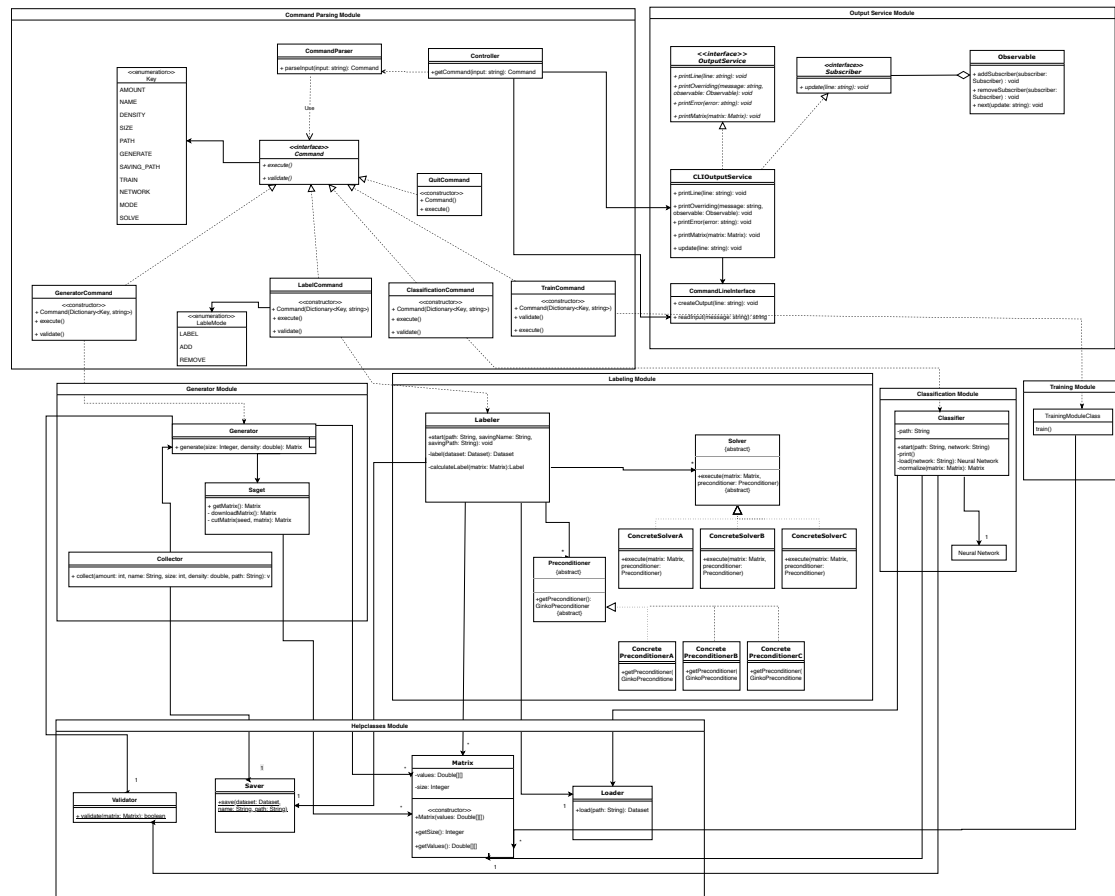 Command Parsing Module
<<enumeration>>
Key
AMOUNT
NAME
DENSITY
SIZE
PATH
GENERATE
SAVING_PATH
TRAIN
NETWORK
MODE
SOLVE
CommandParser
+ parseInput(input: string): Command
Controller
+getCommand(input: string): Command
Use
<<interface>>
Command
+ execute()
+ validate()
QuitCommand
<<constructor>>
+ Command()
+ execute()
GeneratorCommand
<<constructor>>
+ Command(Dictionary<Key, string>)
+ execute()
+ validate()
<<enumeration>>
LableMode
LABEL
ADD
REMOVE
LabelCommand
<<constructor>>
+ Command(Dictionary<Key, string>)
+ execute()
+ validate()
ClassificationCommand
<<constructor>>
+ Command(Dictionary<Key, string>)
+ execute()
+ validate()
TrainCommand
<<constructor>>
+ Command(Dictionary<Key, string>)
+ validate()
+ execute()
Output Service Module
<<interface>>
OutputService
+ printLine(line: string): void
+ printOverriding(message: string,
observable: Observable): void
+ printError(error: string): void
+ printMatrix(matrix: Matrix): void
<<interface>>
Subscriber
+ update(line: string): void
Observable
+ addSubscriber(subscriber:
Subscriber) : void
+ removeSubscriber(subscriber:
Subscriber) : void
+ next(update: string): void
CLIOutputService
+ printLine(line: string): void
+ printOverriding(message: string,
observable: Observable): void
+ printError(error: string): void
+ printMatrix(matrix: Matrix): void
+ update(line: string): void
CommandLineInterface
+ createOutput(line: string): void
+ readInput(message: string): string
Generator Module
Generator
+ generate(size: Integer, density: double): Matrix
Saget
+ getMatrix(): Matrix
- downloadMatrix(): Matrix
- cutMatrix(seed, matrix): Matrix
Collector
+ collect(amount: int, name: String, size: int, density: double, path: String): v
Labeling Module
Labeler
+start(path: String, savingName: String,
savingPath: String): void
-label(dataset: Dataset): Dataset
-calculateLabel(matrix: Matrix):Label
*
Solver
{abstract}
+execute(matrix: Matrix,
preconditioner: Preconditioner)
{abstract}
ConcreteSolverA
+execute(matrix: Matrix,
preconditioner:
Preconditioner)
ConcreteSolverB
+execute(matrix: Matrix,
preconditioner:
Preconditioner)
ConcreteSolverC
+execute(matrix: Matrix,
preconditioner:
Preconditioner)
*
Preconditioner
{abstract}
+getPreconditioner():
GinkoPreconditioner
{abstract}
Concrete
PreconditionerA
+getPreconditioner(
GinkoPreconditione
Concrete
PreconditionerB
+getPreconditioner(
GinkoPreconditione
Concrete
PreconditionerC
+getPreconditioner(
GinkoPreconditione
Classification Module
Classifier
-path: String
+start(path: String, network: String)
-print()
-load(network: String): Neural Network
-normalize(matrix: Matrix): Matrix
1
Neural Network
Training Module
TrainingModuleClass
train()
Helpclasses Module
1
Validator
+ validate(matrix: Matrix): boolean
1
Saver
+save(dataset: Dataset,
name: String, path: String)
1
*
*
*
Matrix
-values: Double[][]
-size: Integer
<<constructor>>
+Matrix(values: Double[][])
+getSize(): Integer
+getValues(): Double[][]
*
1
1
Loader
+load(path: String): Dataset